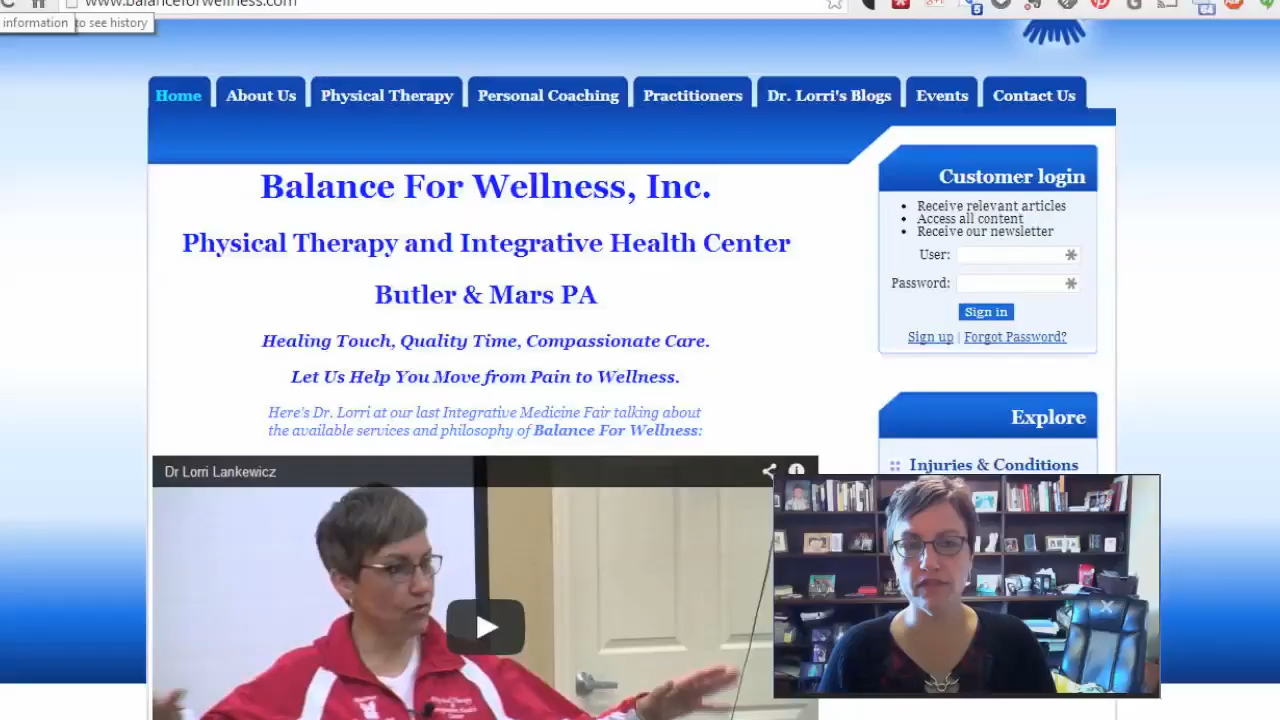 www.balanceforwellness.com
information
to see history
Home
About Us
Physical Therapy
Personal Coaching
Practitioners
Dr. Lorri's Blogs
Events
Contact Us
Balance For Wellness, Inc.
Physical Therapy and Integrative Health Center
Butler & Mars PA
Healing Touch, Quality Time, Compassionate Care.
Let Us Help You Move from Pain to Wellness.
Here's Dr. Lorri at our last Integrative Medicine Fair talking about
the available services and philosophy of Balance For Wellness:
Dr Lorri Lankewicz
Customer login
Receive relevant articles
Access all content
Receive our newsletter
User:
Password:
Sign in
Sign up | Forgot Password?
Explore
Injuries & Conditions